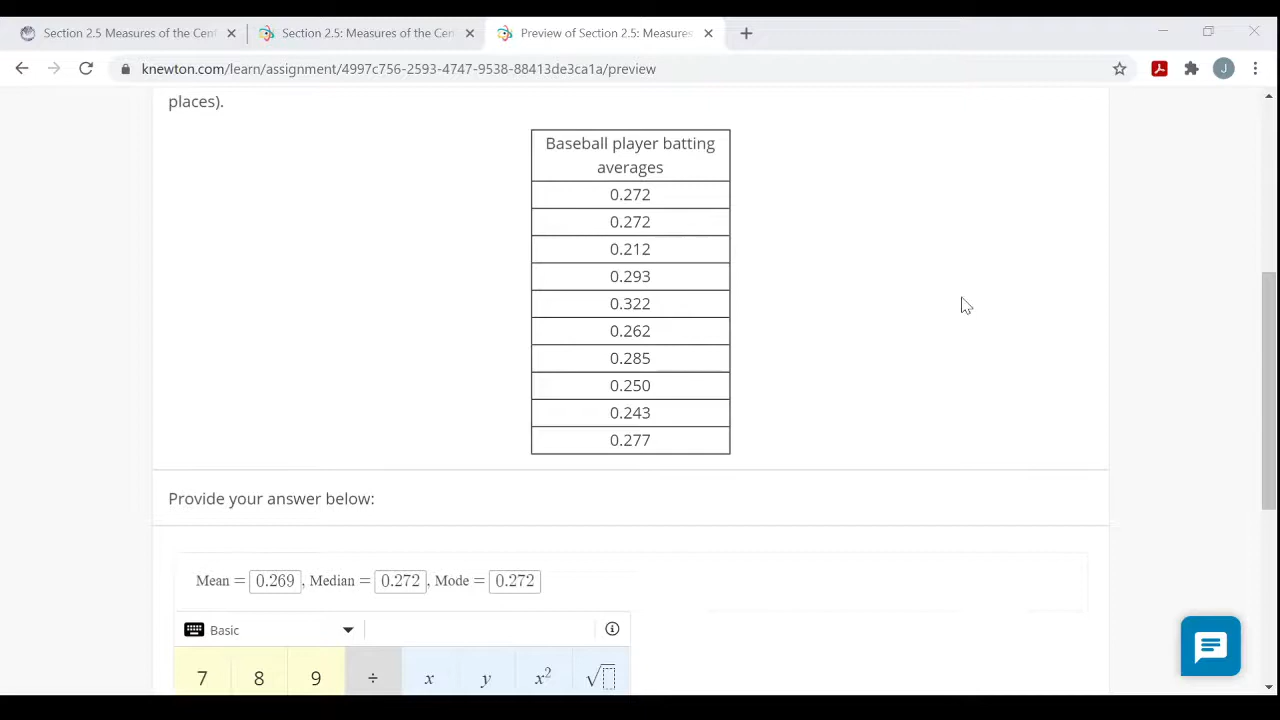 Section 2.5 Measures of the Cent
Section 2.5: Measures of the Cen
Preview of Section 2.5: Measures,
knewton.com/learn/assignment/4997c756-2593-4747-9538-88413de3ca1a/preview
J
places).
Baseball player batting
averages
0.272
0.272
0.212
0.293
0.322
0.262
0.285
0.250
0.243
0.277
Provide your answer below:
Mean = 0.269 , Median = 0.272 , Mode = 0.272
Basic
7 8 9 ÷ x y x² √